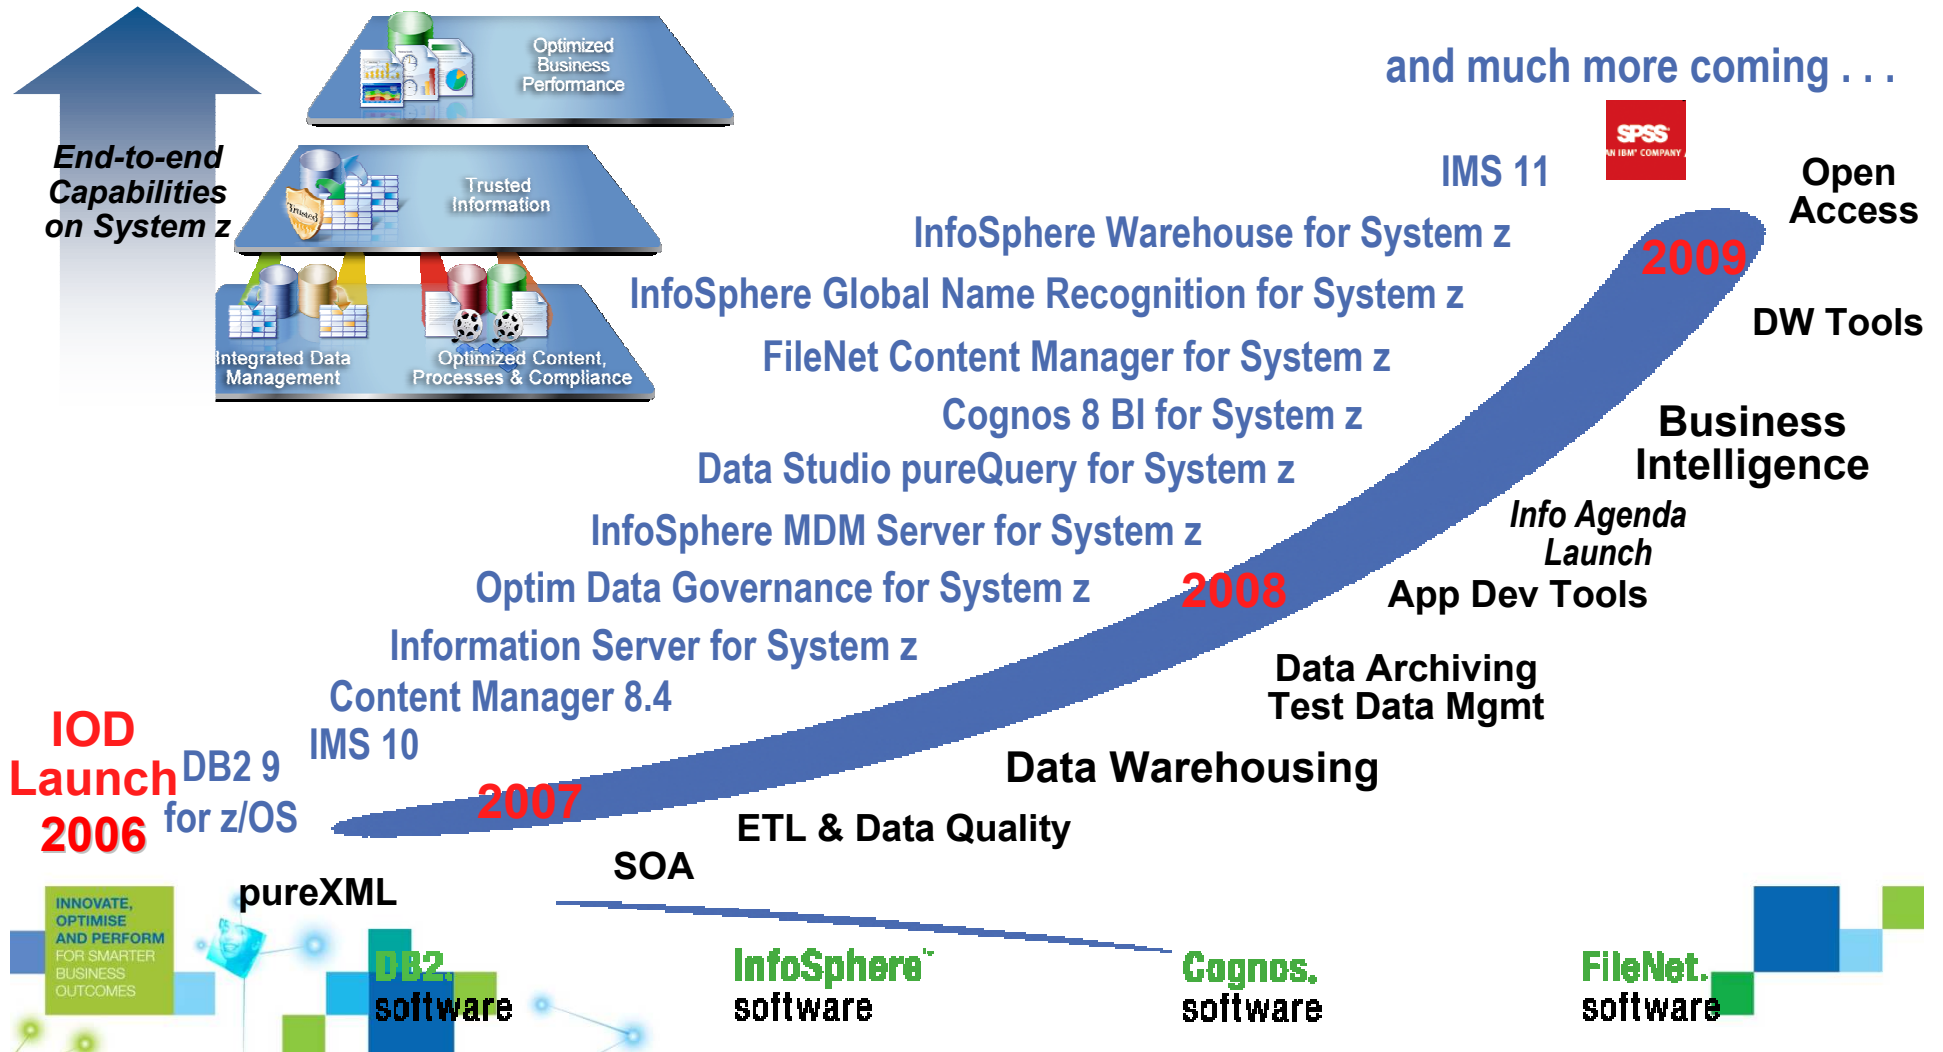 Optimized
Business
Performance
and much more coming . . .
SPSS
AN IBM® COMPANY
End-to-end
Capabilities
on System z
Trusted
Trusted
Information
IMS 11
Open
Access
InfoSphere Warehouse for System z
2009
InfoSphere Global Name Recognition for System z
DW Tools
Integrated Data
Management
Optimized Content,
Processes & Compliance
FileNet Content Manager for System z
Cognos 8 BI for System z
Business
Intelligence
Data Studio pureQuery for System z
Info Agenda
Launch
InfoSphere MDM Server for System z
2008
App Dev Tools
Optim Data Governance for System z
Information Server for System z
Data Archiving
Test Data Mgmt
Content Manager 8.4
IOD
Launch
2006
DB2 9
for z/OS
IMS 10
2007
Data Warehousing
ETL & Data Quality
SOA
pureXML
INNOVATE,
OPTIMISE
AND PERFORM
FOR SMARTER
BUSINESS
OUTCOMES
DB2.
software
InfoSphere™
software
Cognos.
software
FileNet.
software